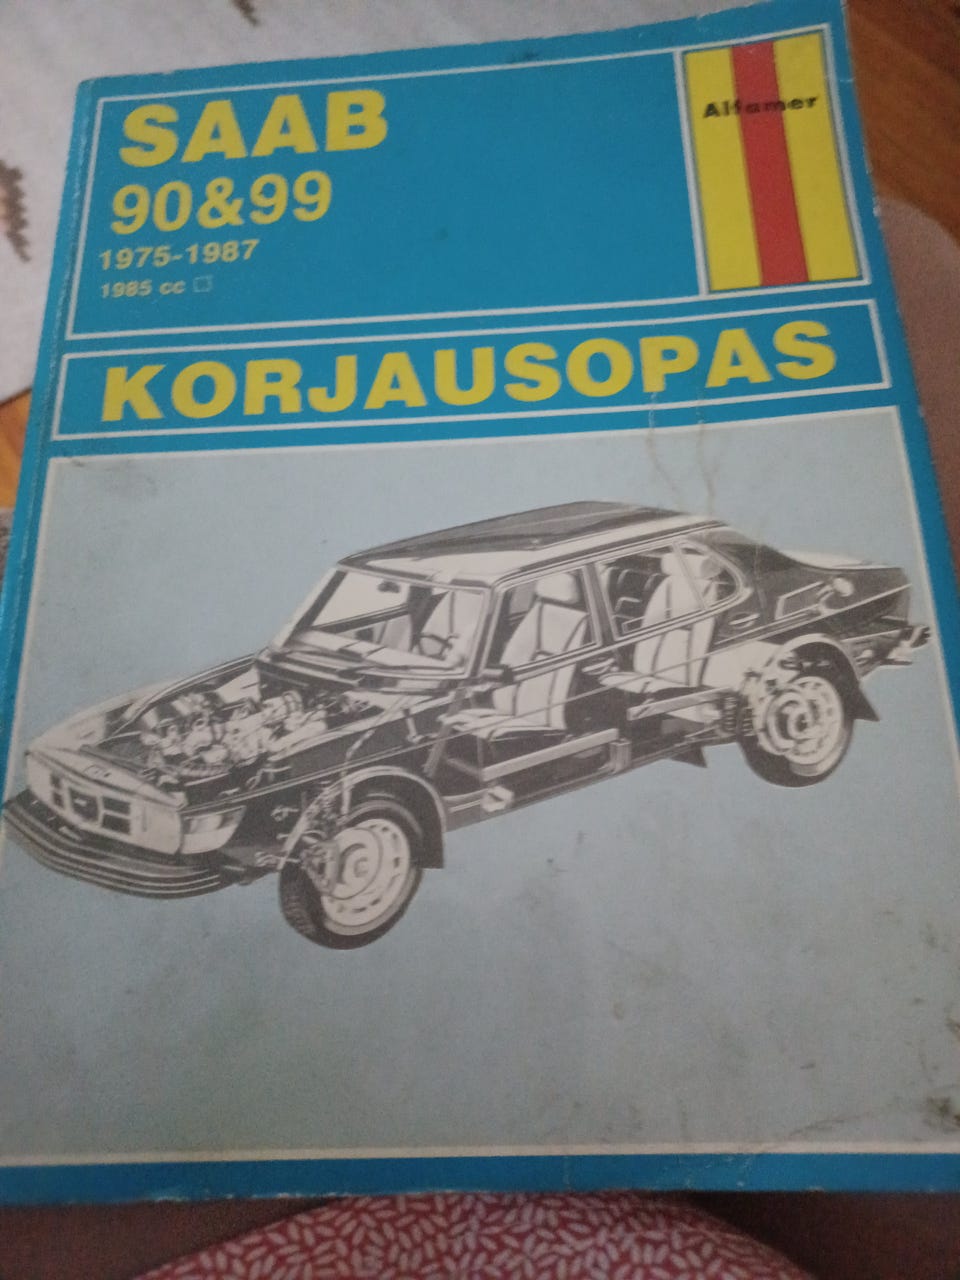 SAAB
90&99
1975-1987
1985 cc □
Alfamer
KORJAUSOPAS